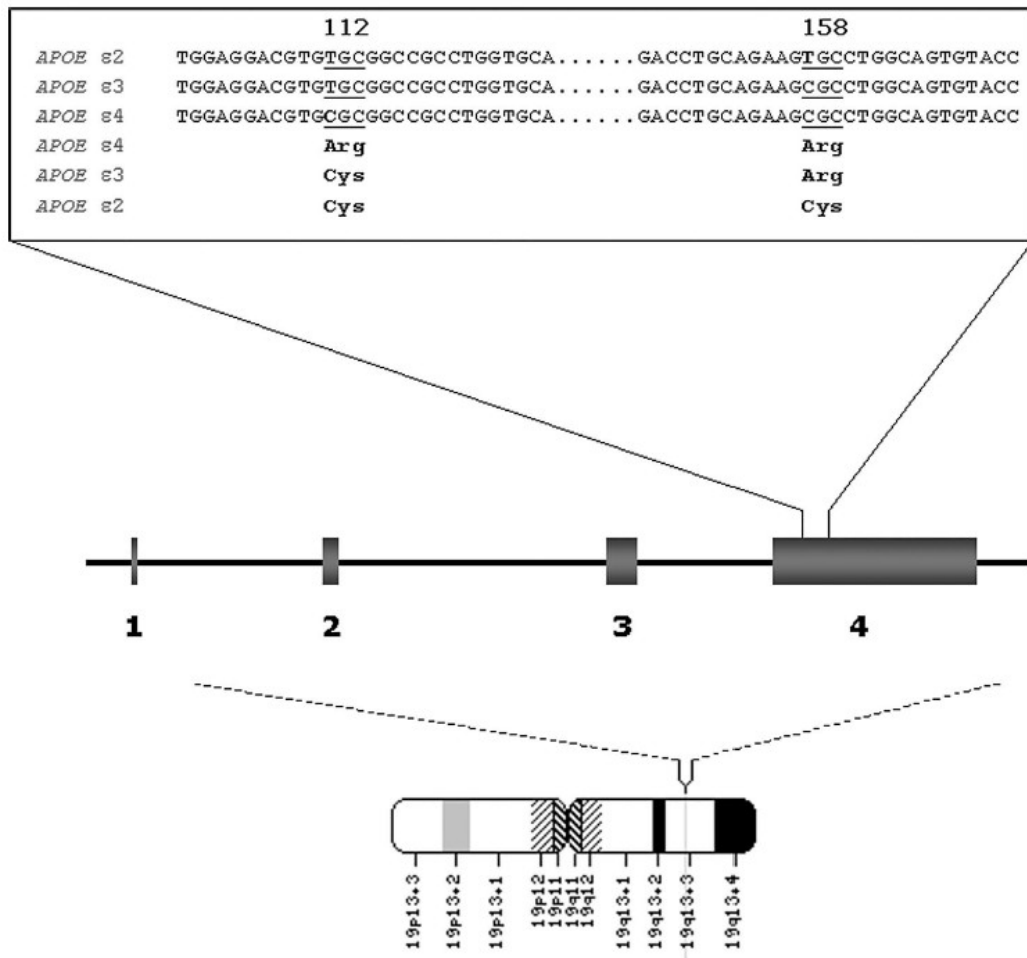 112 158
APOE ε2 TGGAGGACGTGTGCGGCCGCCTGGTGCA......GACCTGCAGAAGTGCCTGGCAGTGTACC
APOE ε3 TGGAGGACGTGTGCGGCCGCCTGGTGCA......GACCTGCAGAAGCGCCTGGCAGTGTACC
APOE ε4 TGGAGGACGTGCGCGGCCGCCTGGTGCA......GACCTGCAGAAGCGCCTGGCAGTGTACC
APOE ε4 Arg Arg
APOE ε3 Cys Arg
APOE ε2 Cys Cys
1 2 3 4
19p13+3
19p13+2
19p13+1
19p12
19p11
19q11
19q12
19q13+1
19q13+2
19q13+3
19q13+4